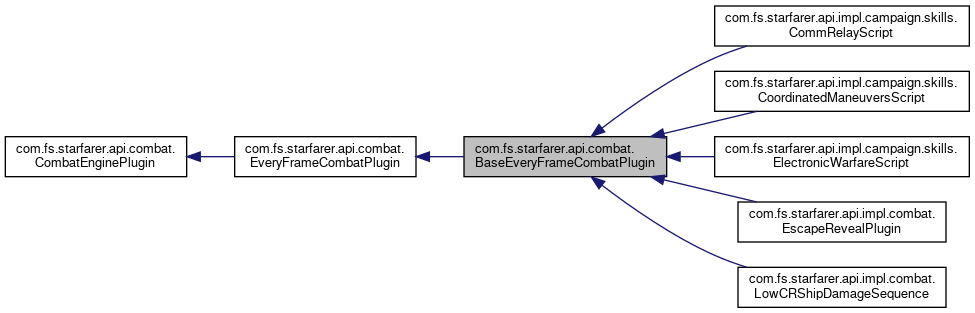 com.fs.starfarer.api.combat.
CombatEnginePlugin
com.fs.starfarer.api.combat.
EveryFrameCombatPlugin
com.fs.starfarer.api.combat.
BaseEveryFrameCombatPlugin
com.fs.starfarer.api.impl.campaign.skills.
CommRelayScript
com.fs.starfarer.api.impl.campaign.skills.
CoordinatedManeuversScript
com.fs.starfarer.api.impl.campaign.skills.
ElectronicWarfareScript
com.fs.starfarer.api.impl.combat.
EscapeRevealPlugin
com.fs.starfarer.api.impl.combat.
LowCRShipDamageSequence